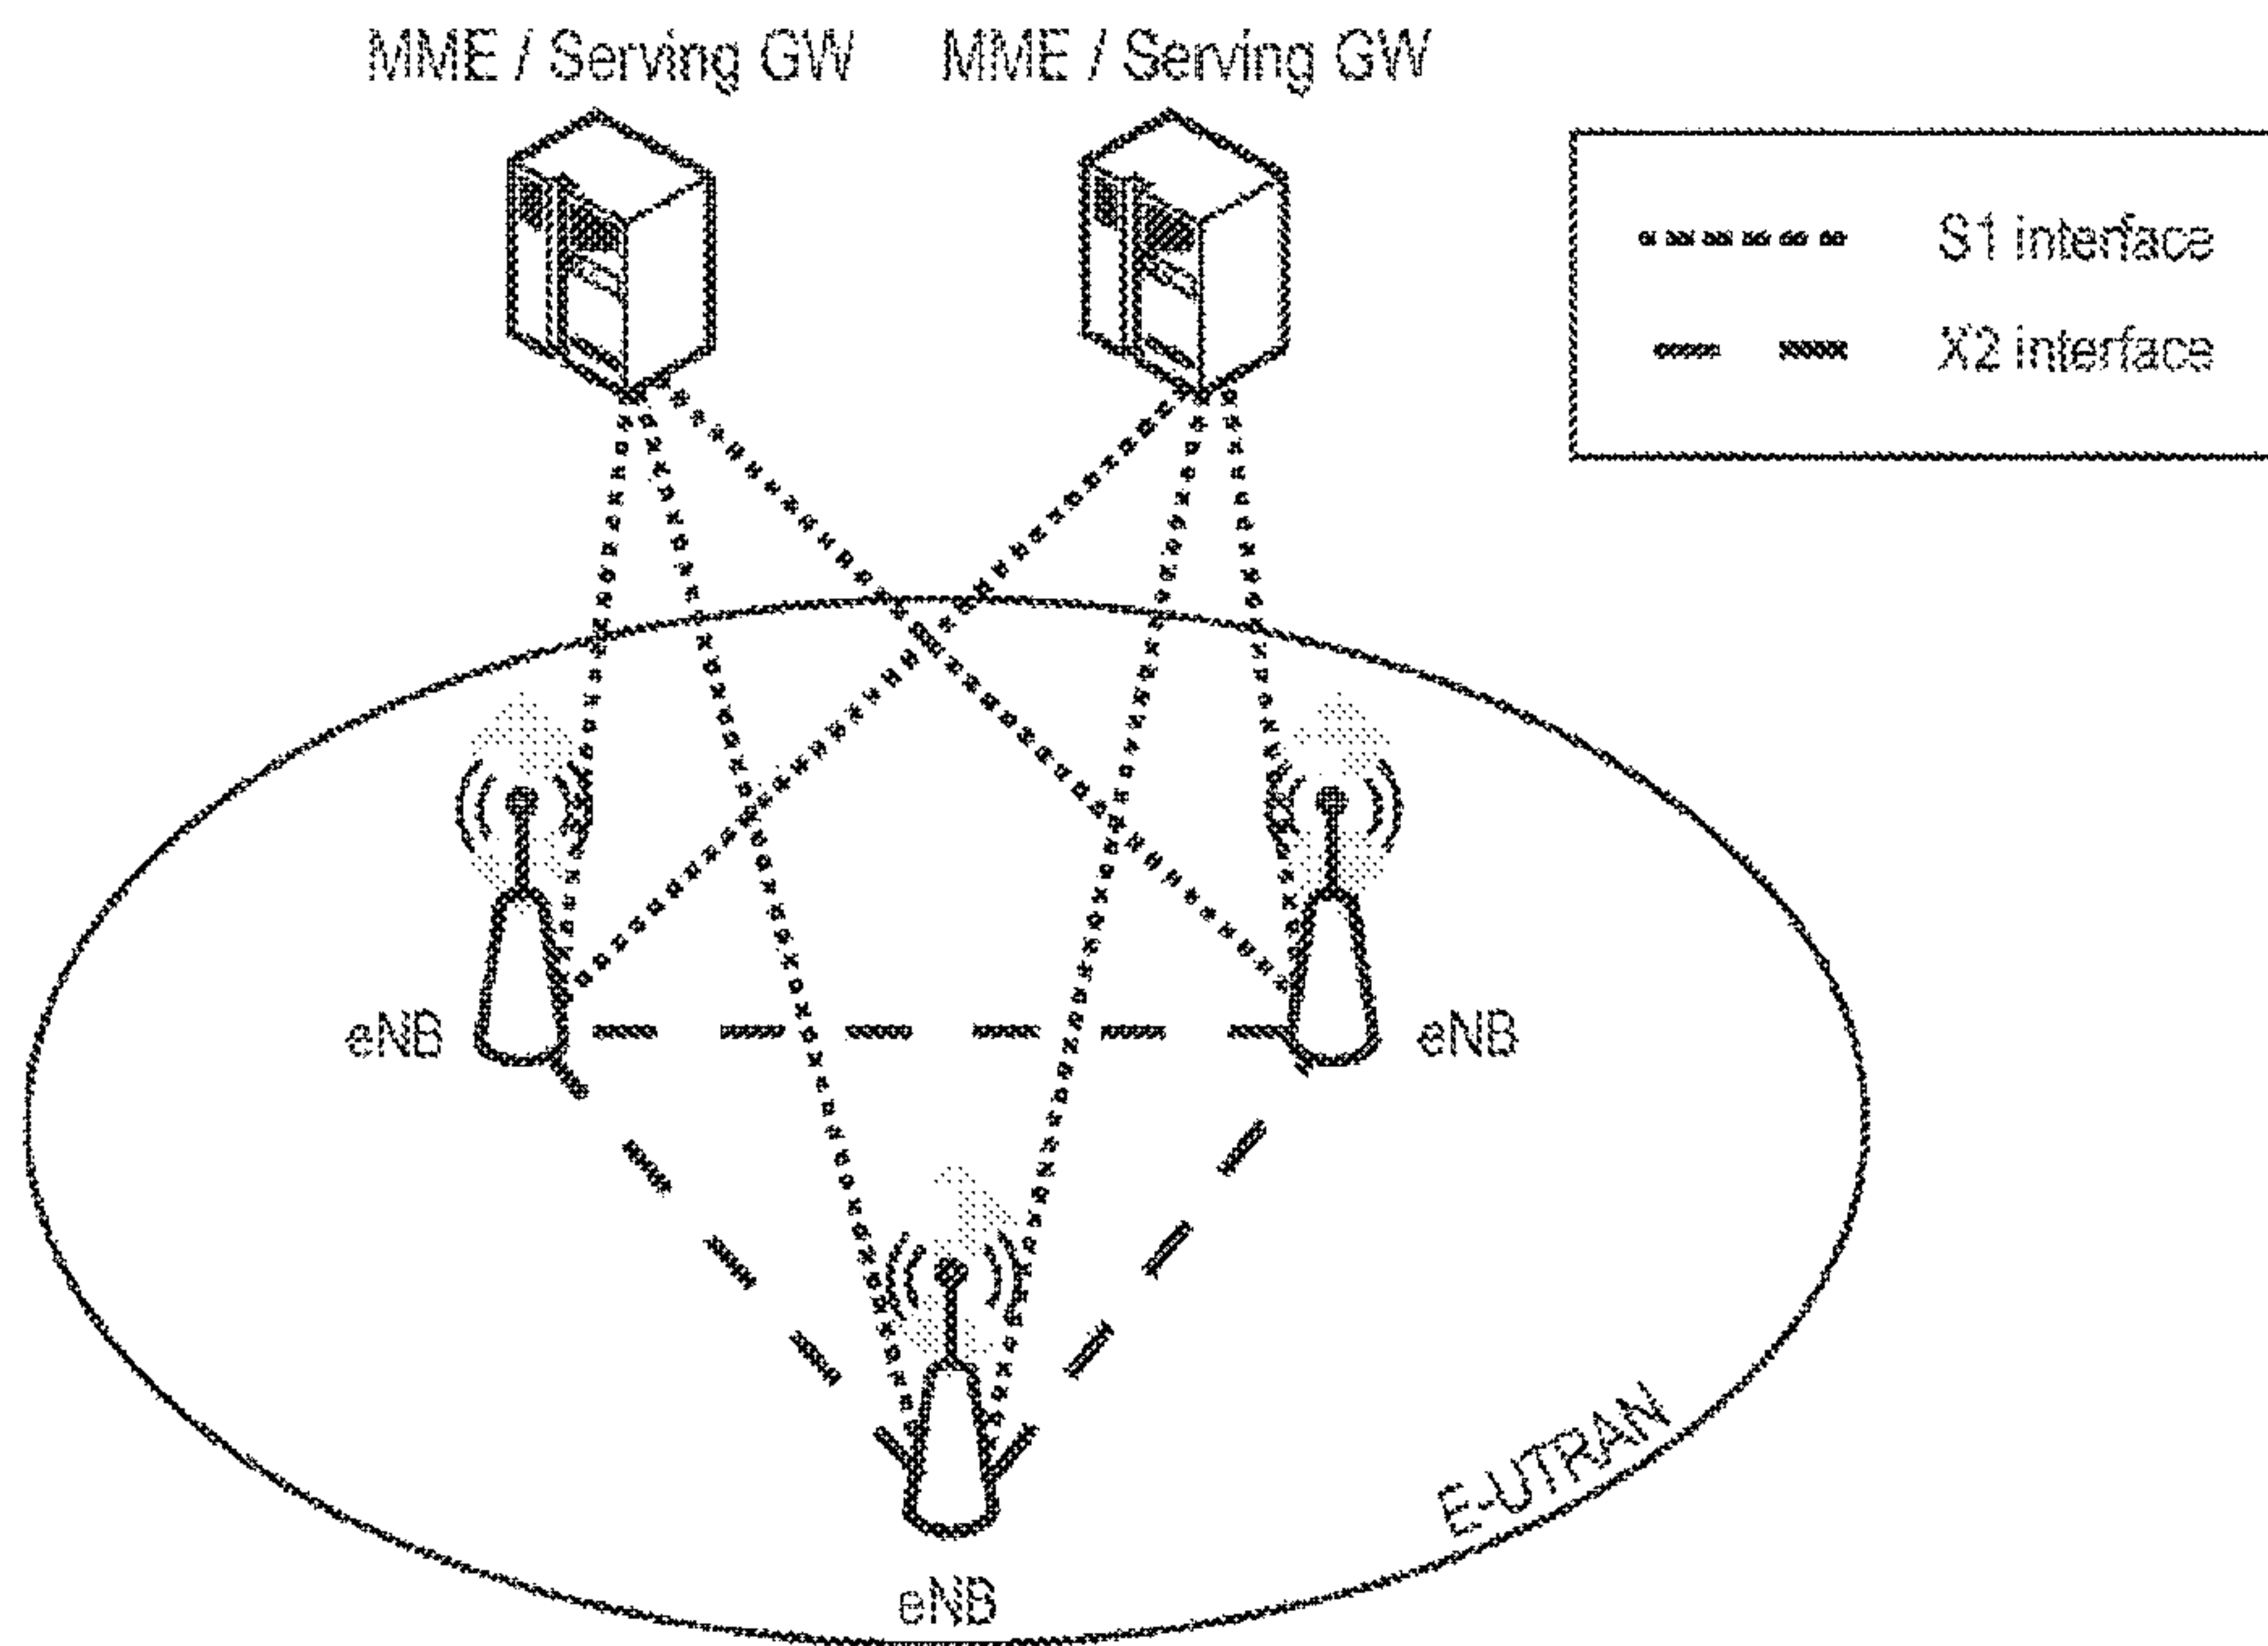 MME / Serving GW
MME / Serving GW
S1 interface
X2 interface
eNB
eNB
E-UTRAN
eNB